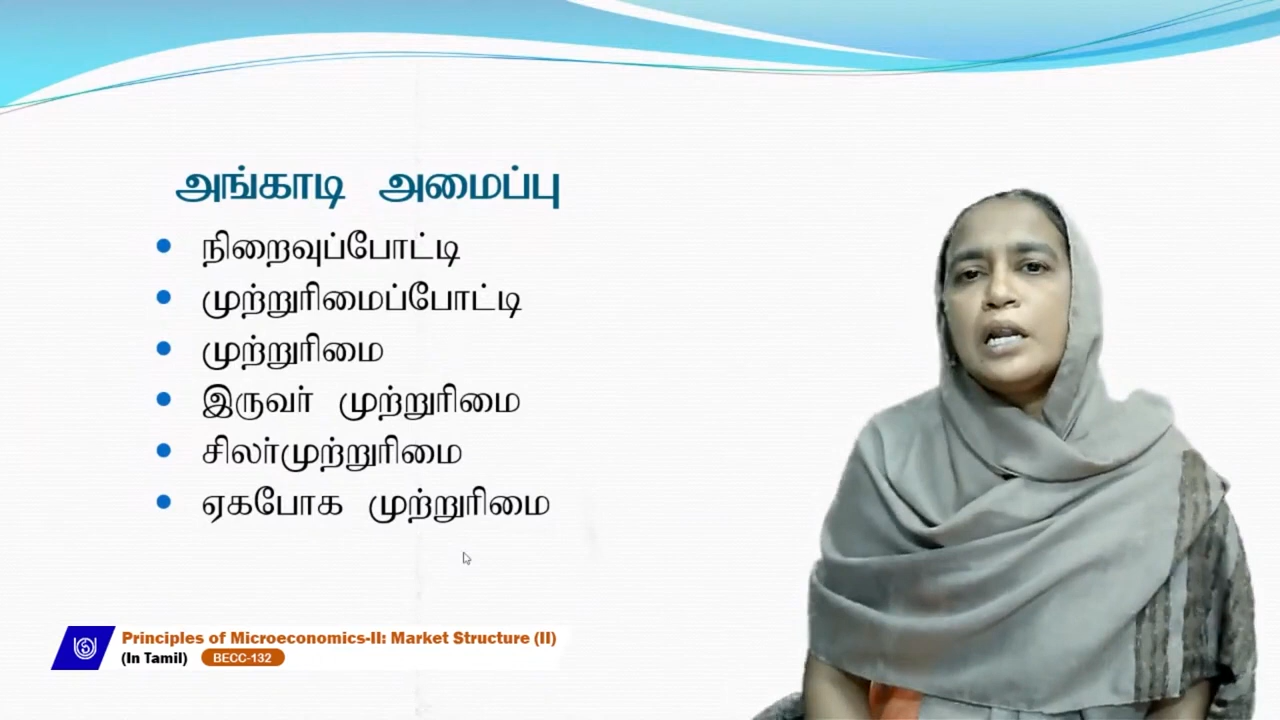 அங்காடி அமைப்பு
நிறைவுப்போட்டி
முற்றுரிமைப்போட்டி
முற்றுரிமை
இருவர் முற்றுரிமை
சிலர்முற்றுரிமை
ஏகபோக முற்றுரிமை
Principles of Microeconomics-II: Market Structure (II)
(In Tamil) BECC-132